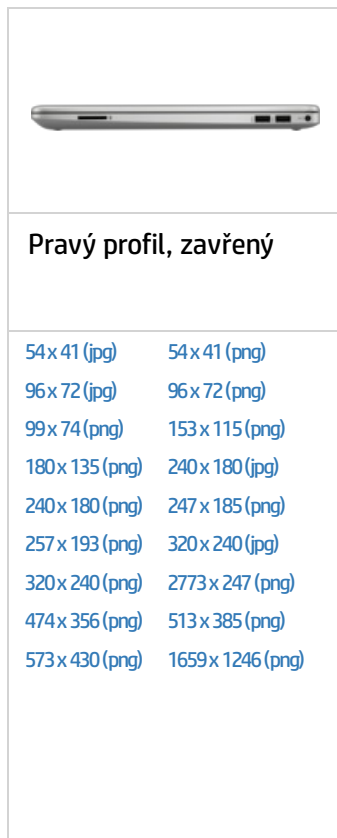 Pravý profil, zavřený
54 x 41 (jpg) 54 x 41 (png)
96 x 72 (jpg) 96 x 72 (png)
99 x 74 (png) 153 x 115 (png)
180 x 135 (png) 240 x 180 (jpg)
240 x 180 (png) 247 x 185 (png)
257 x 193 (png) 320 x 240 (jpg)
320 x 240 (png) 2773 x 247 (png)
474 x 356 (png) 513 x 385 (png)
573 x 430 (png) 1659 x 1246 (png)